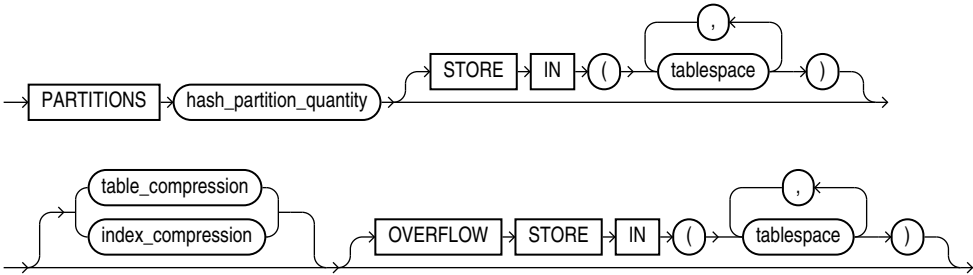 ,
STORE IN ( tablespace )
PARTITIONS hash_partition_quantity
table_compression
,
index_compression OVERFLOW STORE IN ( tablespace )